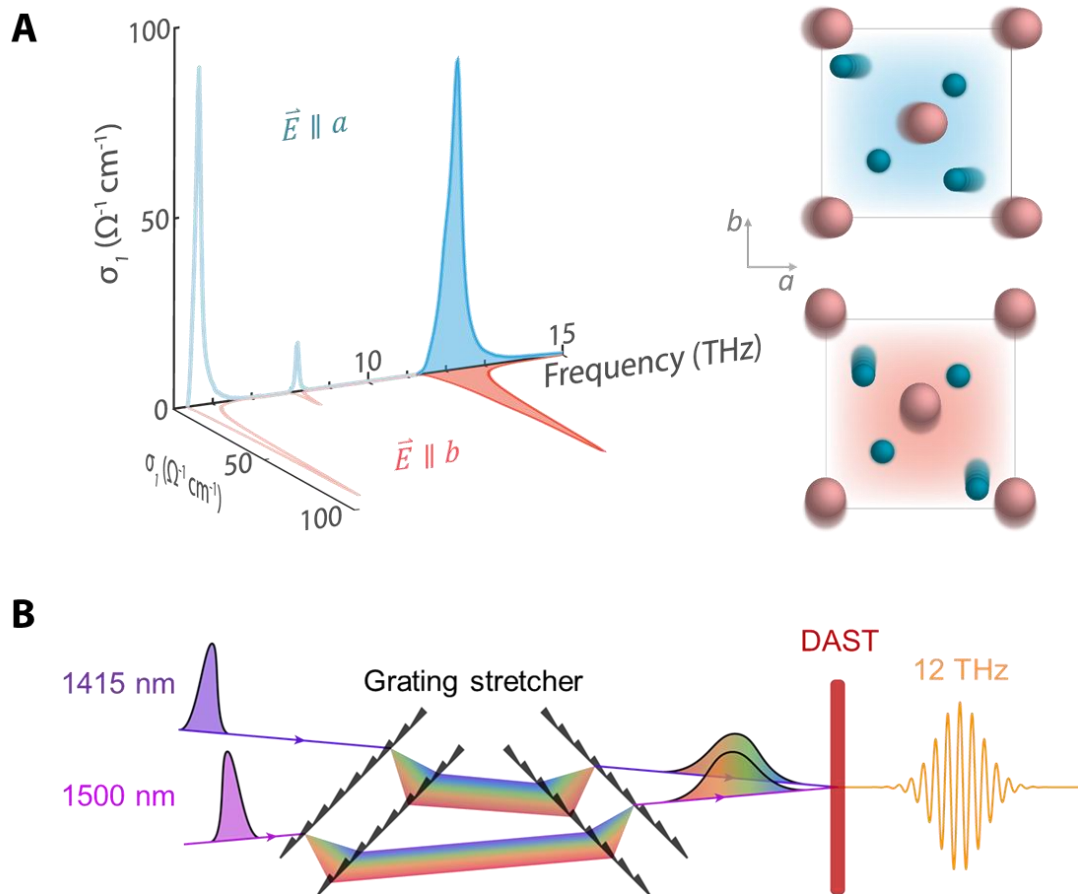 A
100
50
0
σ₁ (Ω⁻¹ cm⁻¹)
E⃗ ∥ a
10
15
Frequency (THz)
σ₁ (Ω⁻¹ cm⁻¹)
50
100
E⃗ ∥ b
b
a
B
1415 nm
1500 nm
Grating stretcher
DAST
12 THz